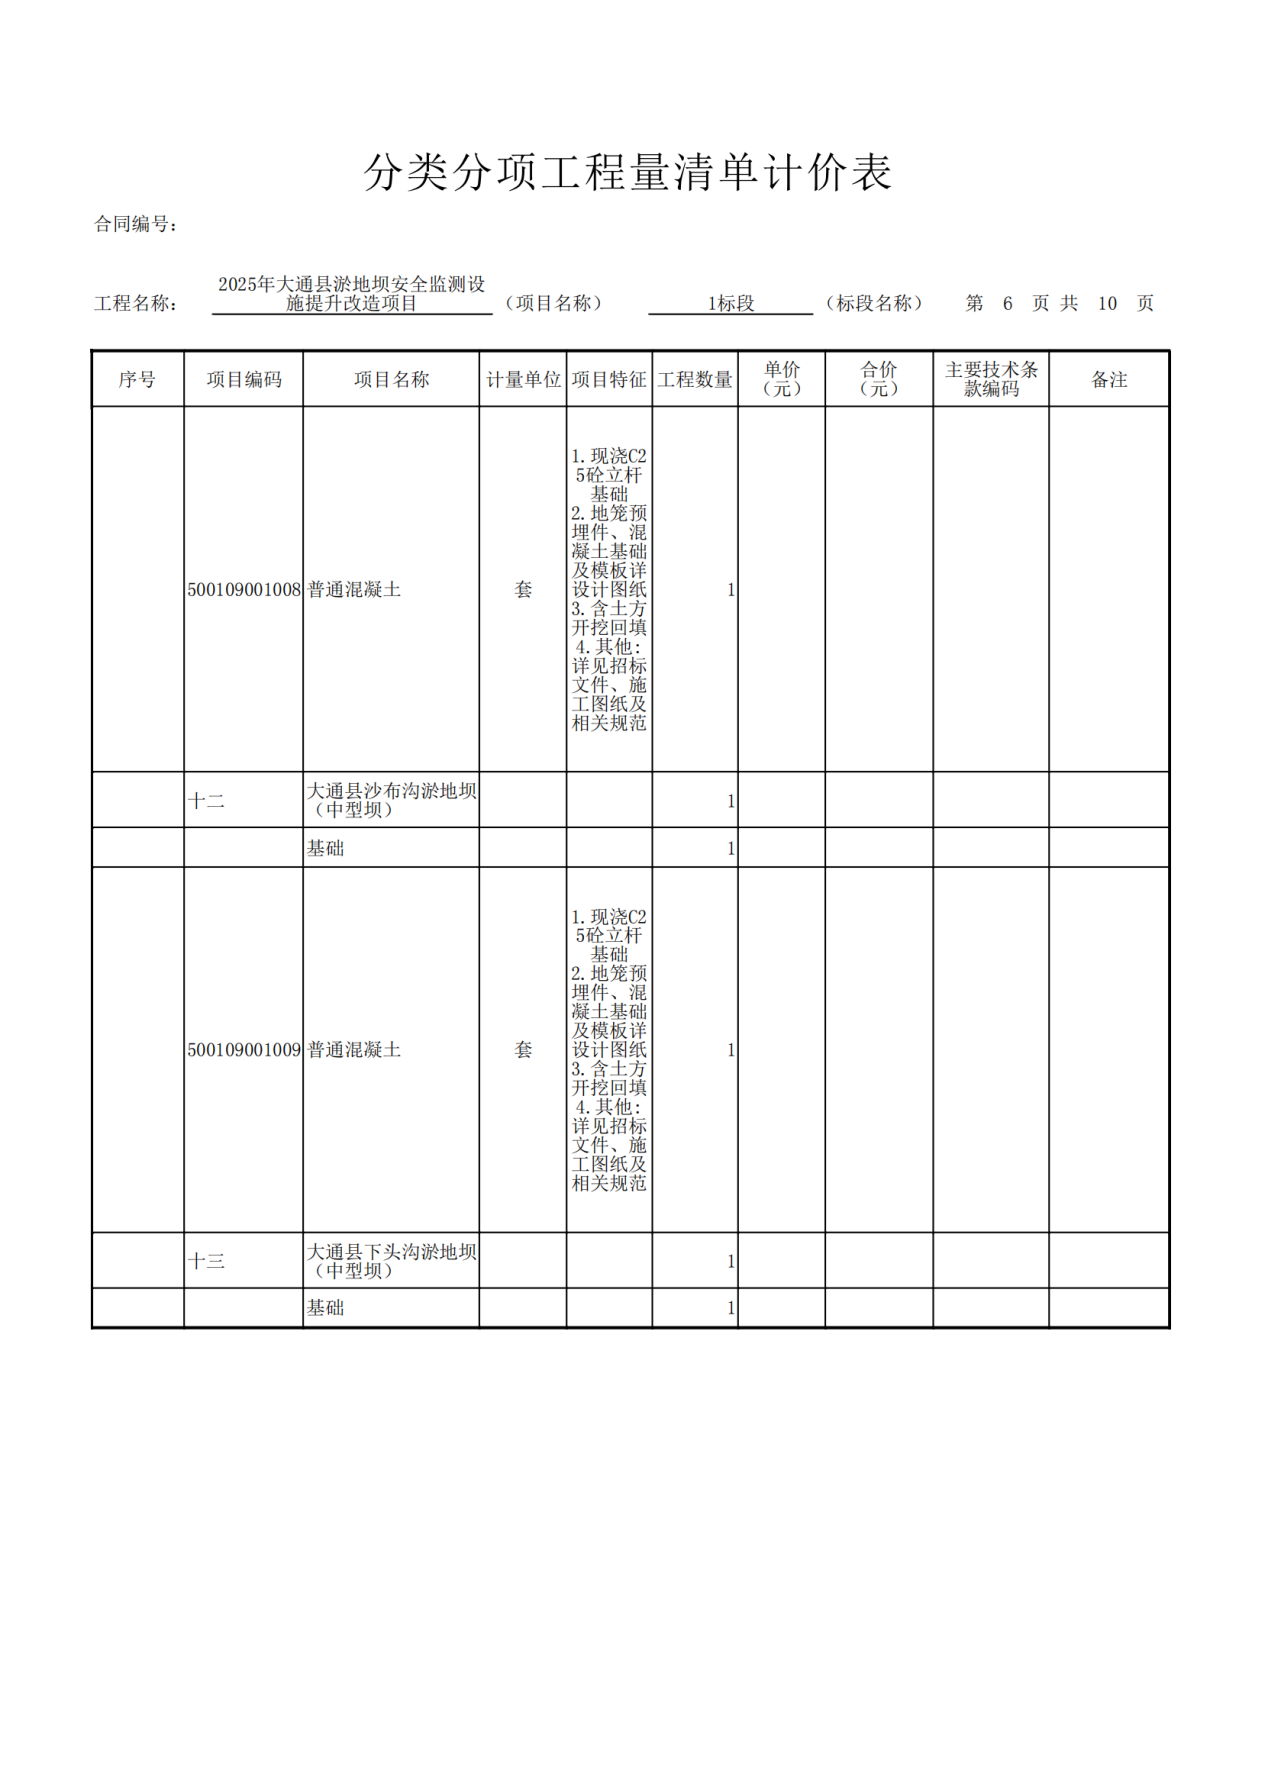 分类分项工程量清单计价表
合同编号:
2025年大通县淤地坝安全监测设
工程名称: 施提升改造项目 （项目名称） 1标段 （标段名称） 第 6 页 共 10 页
序号 项目编码 项目名称 计量单位 项目特征 工程数量 单价（元） 合价（元） 主要技术条款编码 备注
1.现浇C2
5砼立杆
基础
2.地笼预
埋件、混
凝土基础
及模板详
500109001008 普通混凝土 套 设计图纸 1
3.含土方
开挖回填
4.其他:
详见招标
文件、施
工图纸及
相关规范
十二 大通县沙布沟淤地坝（中型坝） 1
基础 1
1.现浇C2
5砼立杆
基础
2.地笼预
埋件、混
凝土基础
及模板详
500109001009 普通混凝土 套 设计图纸 1
3.含土方
开挖回填
4.其他:
详见招标
文件、施
工图纸及
相关规范
十三 大通县下头沟淤地坝（中型坝） 1
基础 1